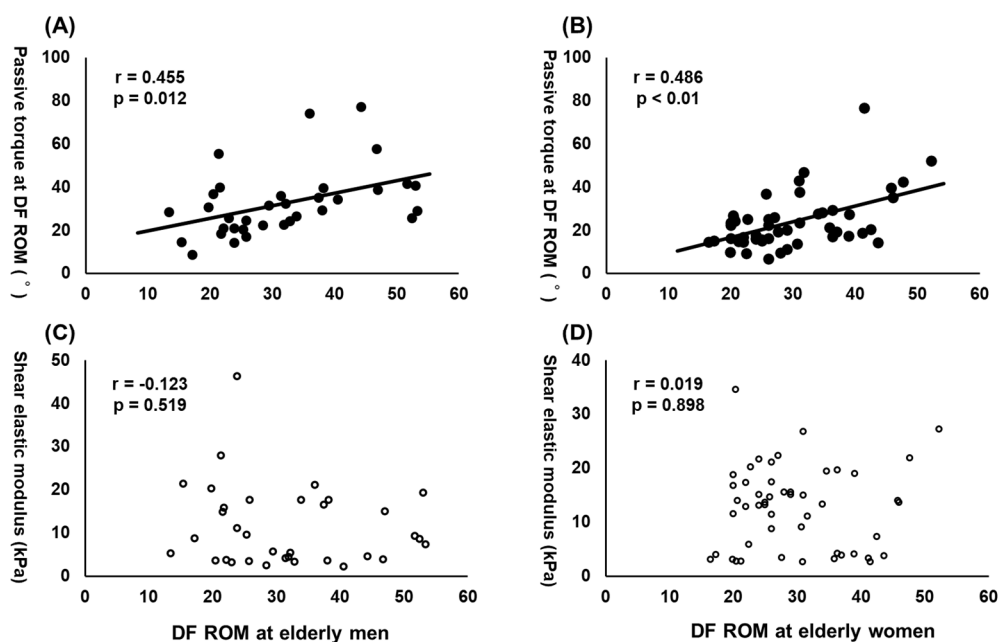 (A)
Passive torque at DF ROM (°)
100
80
60
40
20
0
r = 0.455
p = 0.012
0 10 20 30 40 50 60
(B)
Passive torque at DF ROM (°)
100
80
60
40
20
0
r = 0.486
p < 0.01
0 10 20 30 40 50 60
(C)
Shear elastic modulus (kPa)
50
40
30
20
10
0
r = -0.123
p = 0.519
0 10 20 30 40 50 60
DF ROM at elderly men
(D)
Shear elastic modulus (kPa)
40
30
20
10
0
r = 0.019
p = 0.898
0 10 20 30 40 50 60
DF ROM at elderly women